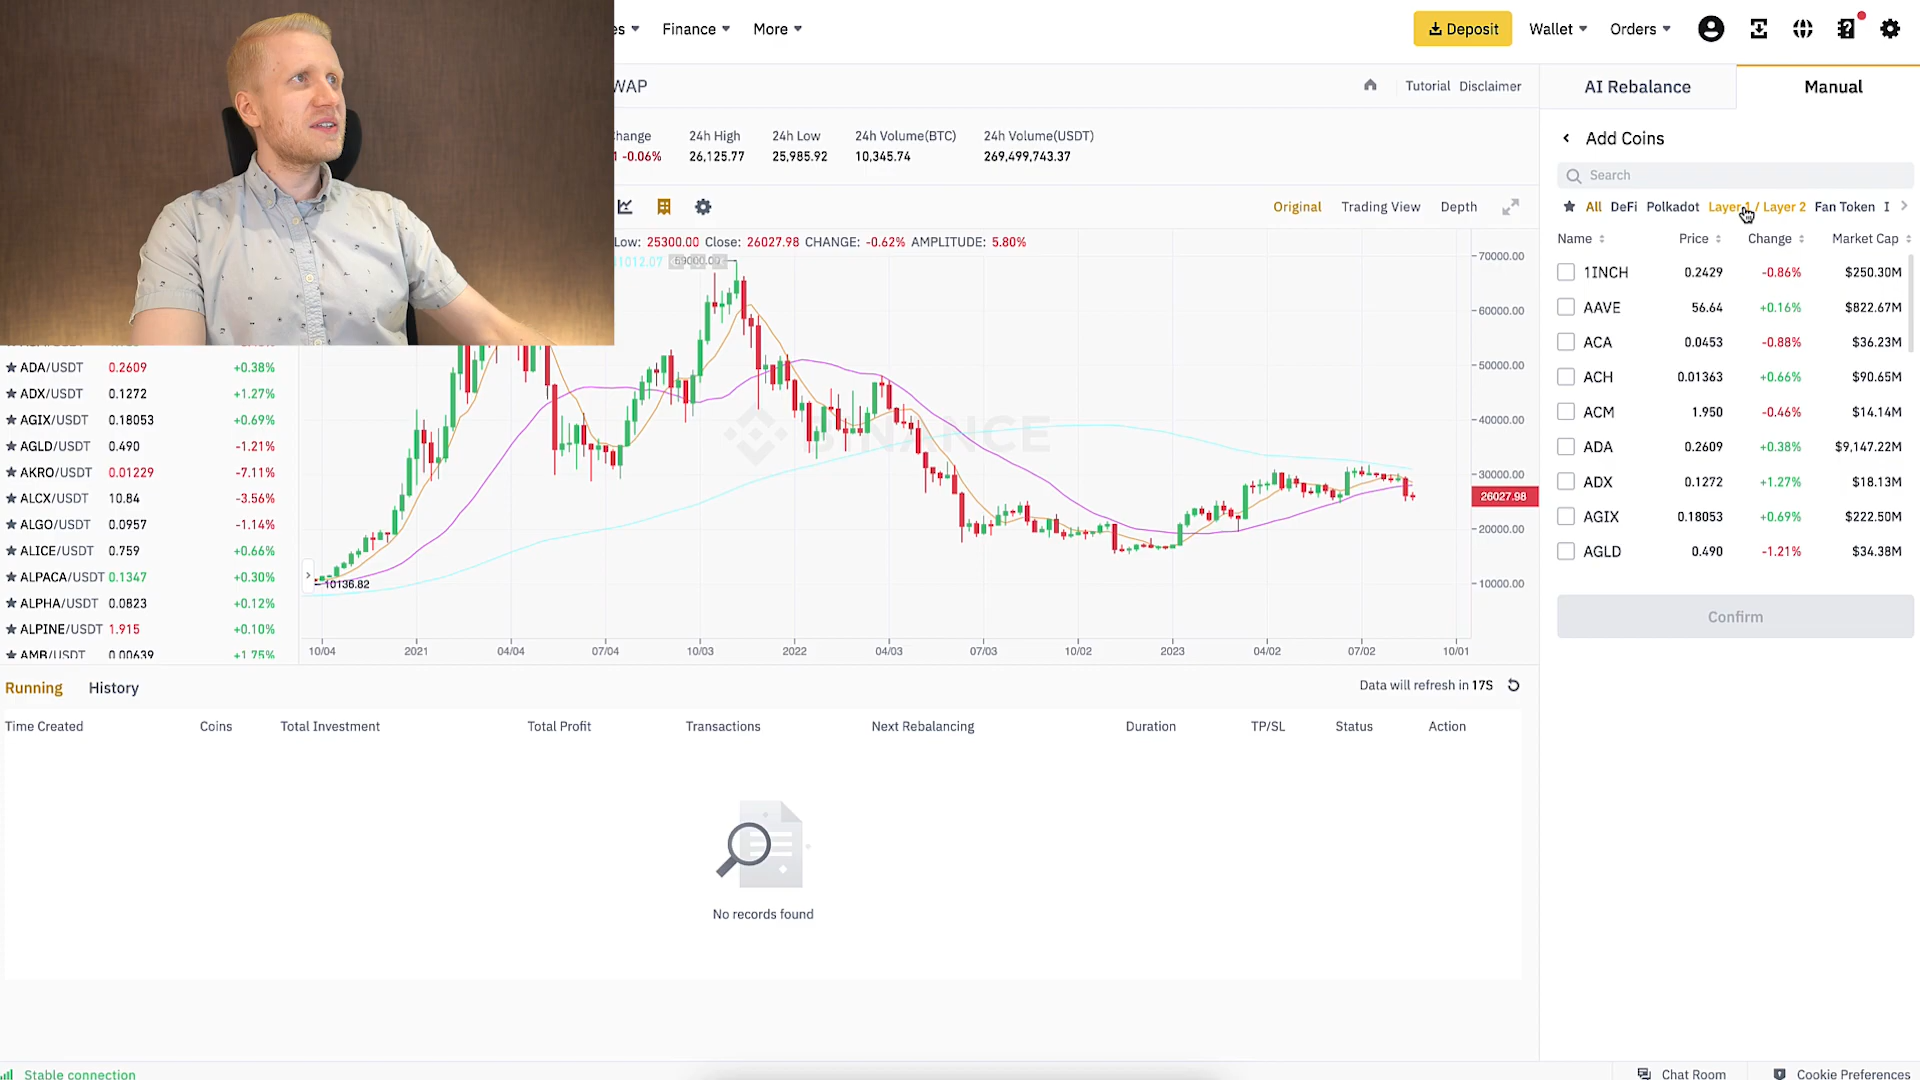 es Finance More Deposit Wallet Orders
WAP Tutorial Disclaimer
hange 24h High 24h Low 24h Volume(BTC) 24h Volume(USDT)
-0.06% 26,125.77 25,985.92 10,345.74 269,499,743.37
Original Trading View Depth
Low: 25300.00 Close: 26027.98 CHANGE: -0.62% AMPLITUDE: 5.80%
1012.07 69000.00
70000.00
60000.00
50000.00
40000.00
30000.00
26027.98
20000.00
10000.00
BINANCE
10136.82
10/04 2021 04/04 07/04 10/03 2022 04/03 07/03 10/02 2023 04/02 07/02 10/01
ADA/USDT 0.2609 +0.38%
ADX/USDT 0.1272 +1.27%
AGIX/USDT 0.18053 +0.69%
AGLD/USDT 0.490 -1.21%
AKRO/USDT 0.01229 -7.11%
ALCX/USDT 10.84 -3.56%
ALGO/USDT 0.0957 -1.14%
ALICE/USDT 0.759 +0.66%
ALPACA/USDT 0.1347 +0.30%
ALPHA/USDT 0.0823 +0.12%
ALPINE/USDT 1.915 +0.10%
AMB/USDT 0.00639 +1.75%
AI Rebalance Manual
Add Coins
Search
All DeFi Polkadot Layer 1 / Layer 2 Fan Token
Name Price Change Market Cap
1INCH 0.2429 -0.86% $250.30M
AAVE 56.64 +0.16% $822.67M
ACA 0.0453 -0.88% $36.23M
ACH 0.01363 +0.66% $90.65M
ACM 1.950 -0.46% $14.14M
ADA 0.2609 +0.38% $9,147.22M
ADX 0.1272 +1.27% $18.13M
AGIX 0.18053 +0.69% $222.50M
AGLD 0.490 -1.21% $34.38M
Confirm
Running History Data will refresh in 17S
Time Created Coins Total Investment Total Profit Transactions Next Rebalancing Duration TP/SL Status Action
No records found
Stable connection Chat Room Cookie Preferences